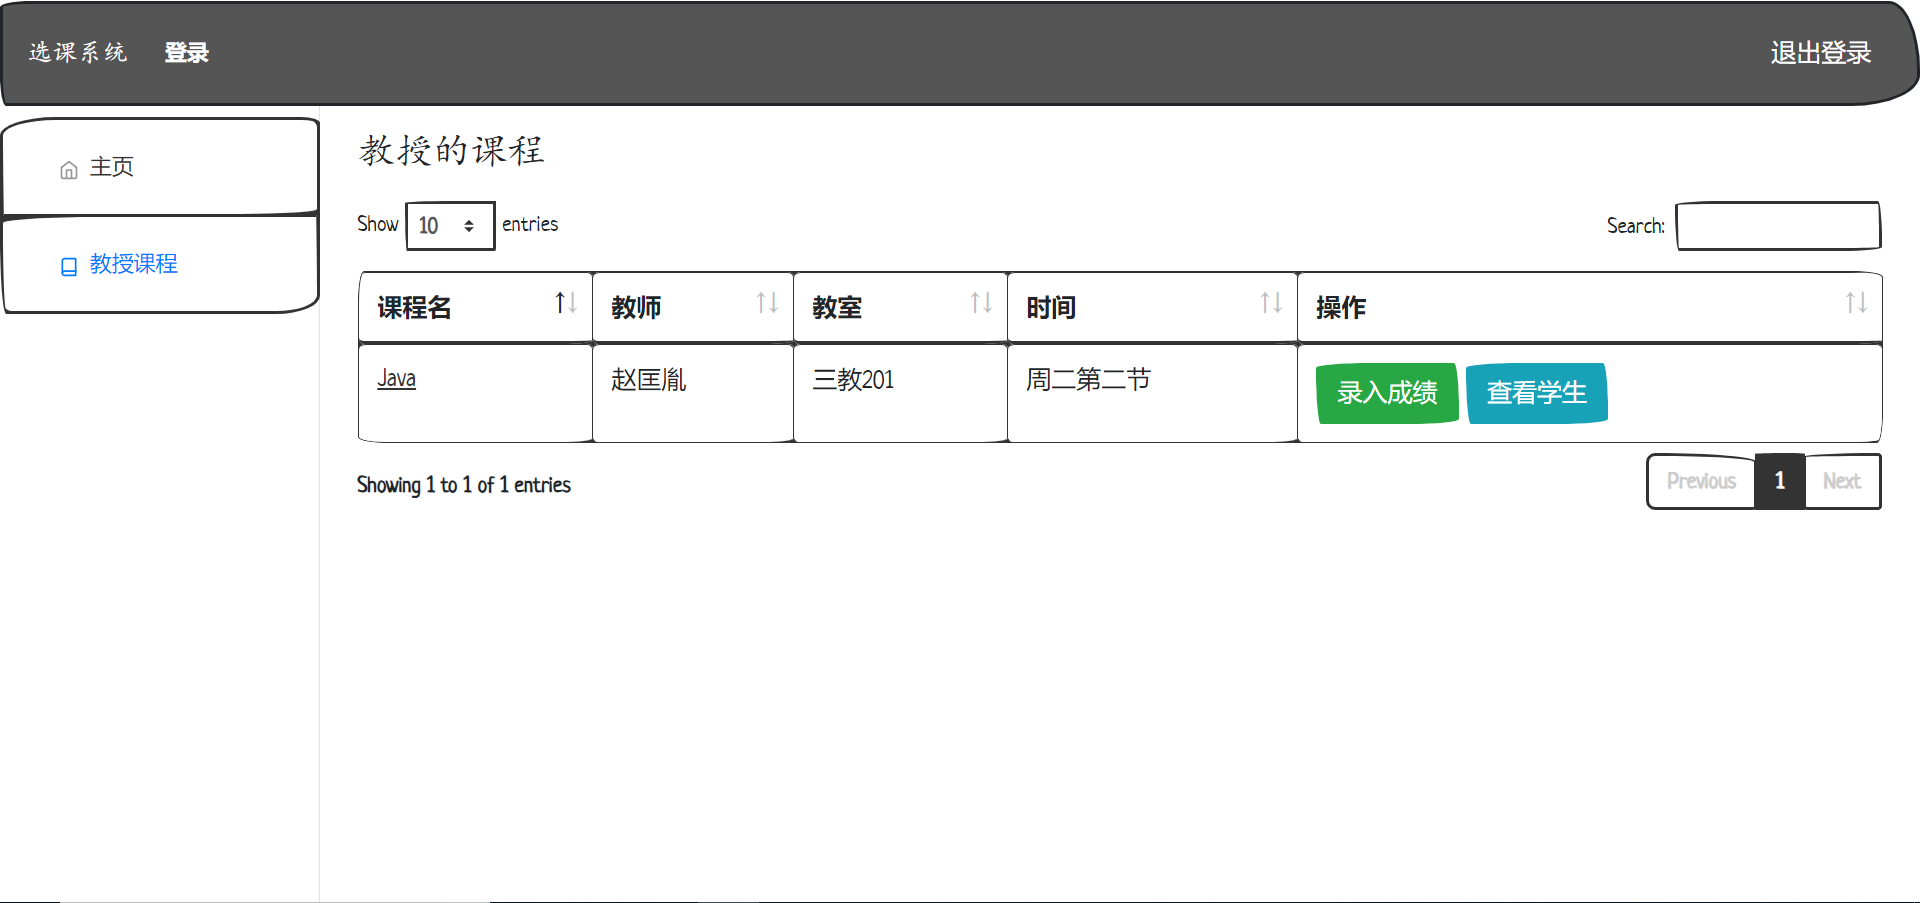 选课系统 登录 退出登录
主页
教授课程
教授的课程
Show 10 entries Search:
课程名 教师 教室 时间 操作
Java 赵匡胤 三教201 周二第二节 录入成绩 查看学生
Showing 1 to 1 of 1 entries Previous 1 Next